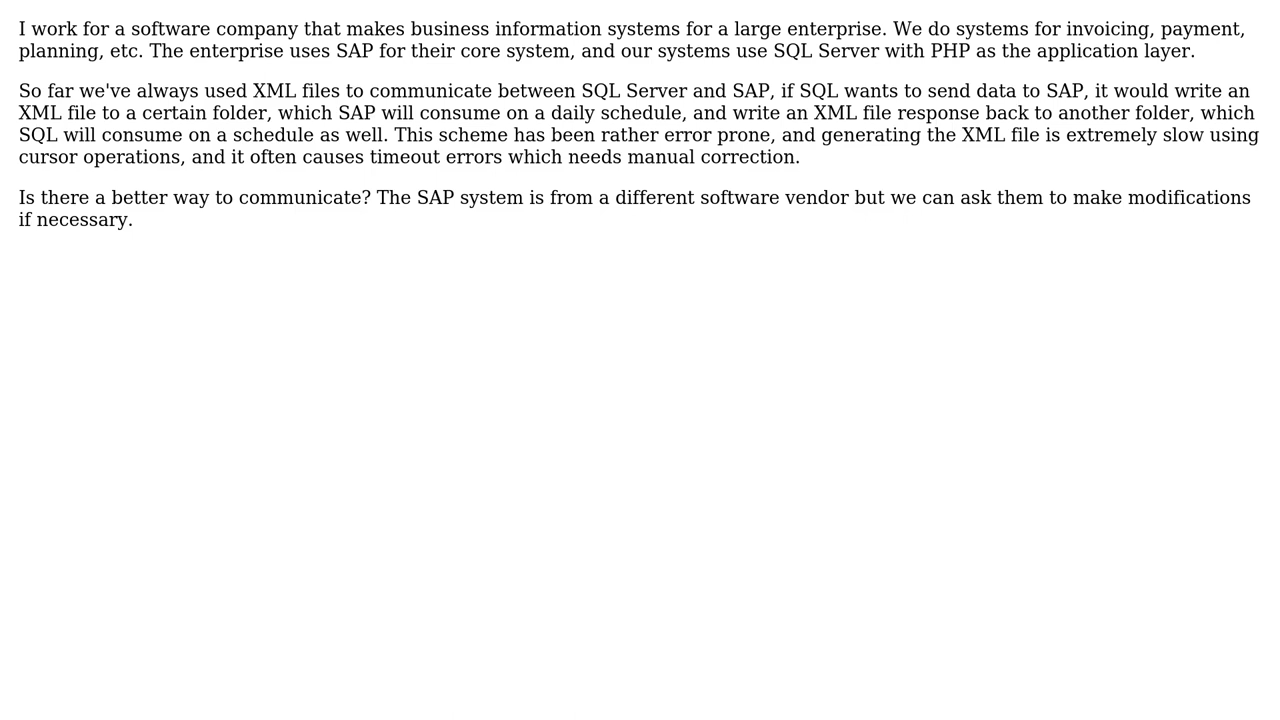 I work for a software company that makes business information systems for a large enterprise. We do systems for invoicing, payment,
planning, etc. The enterprise uses SAP for their core system, and our systems use SQL Server with PHP as the application layer.
So far we've always used XML files to communicate between SQL Server and SAP, if SQL wants to send data to SAP, it would write an
XML file to a certain folder, which SAP will consume on a daily schedule, and write an XML file response back to another folder, which
SQL will consume on a schedule as well. This scheme has been rather error prone, and generating the XML file is extremely slow using
cursor operations, and it often causes timeout errors which needs manual correction.
Is there a better way to communicate? The SAP system is from a different software vendor but we can ask them to make modifications
if necessary.